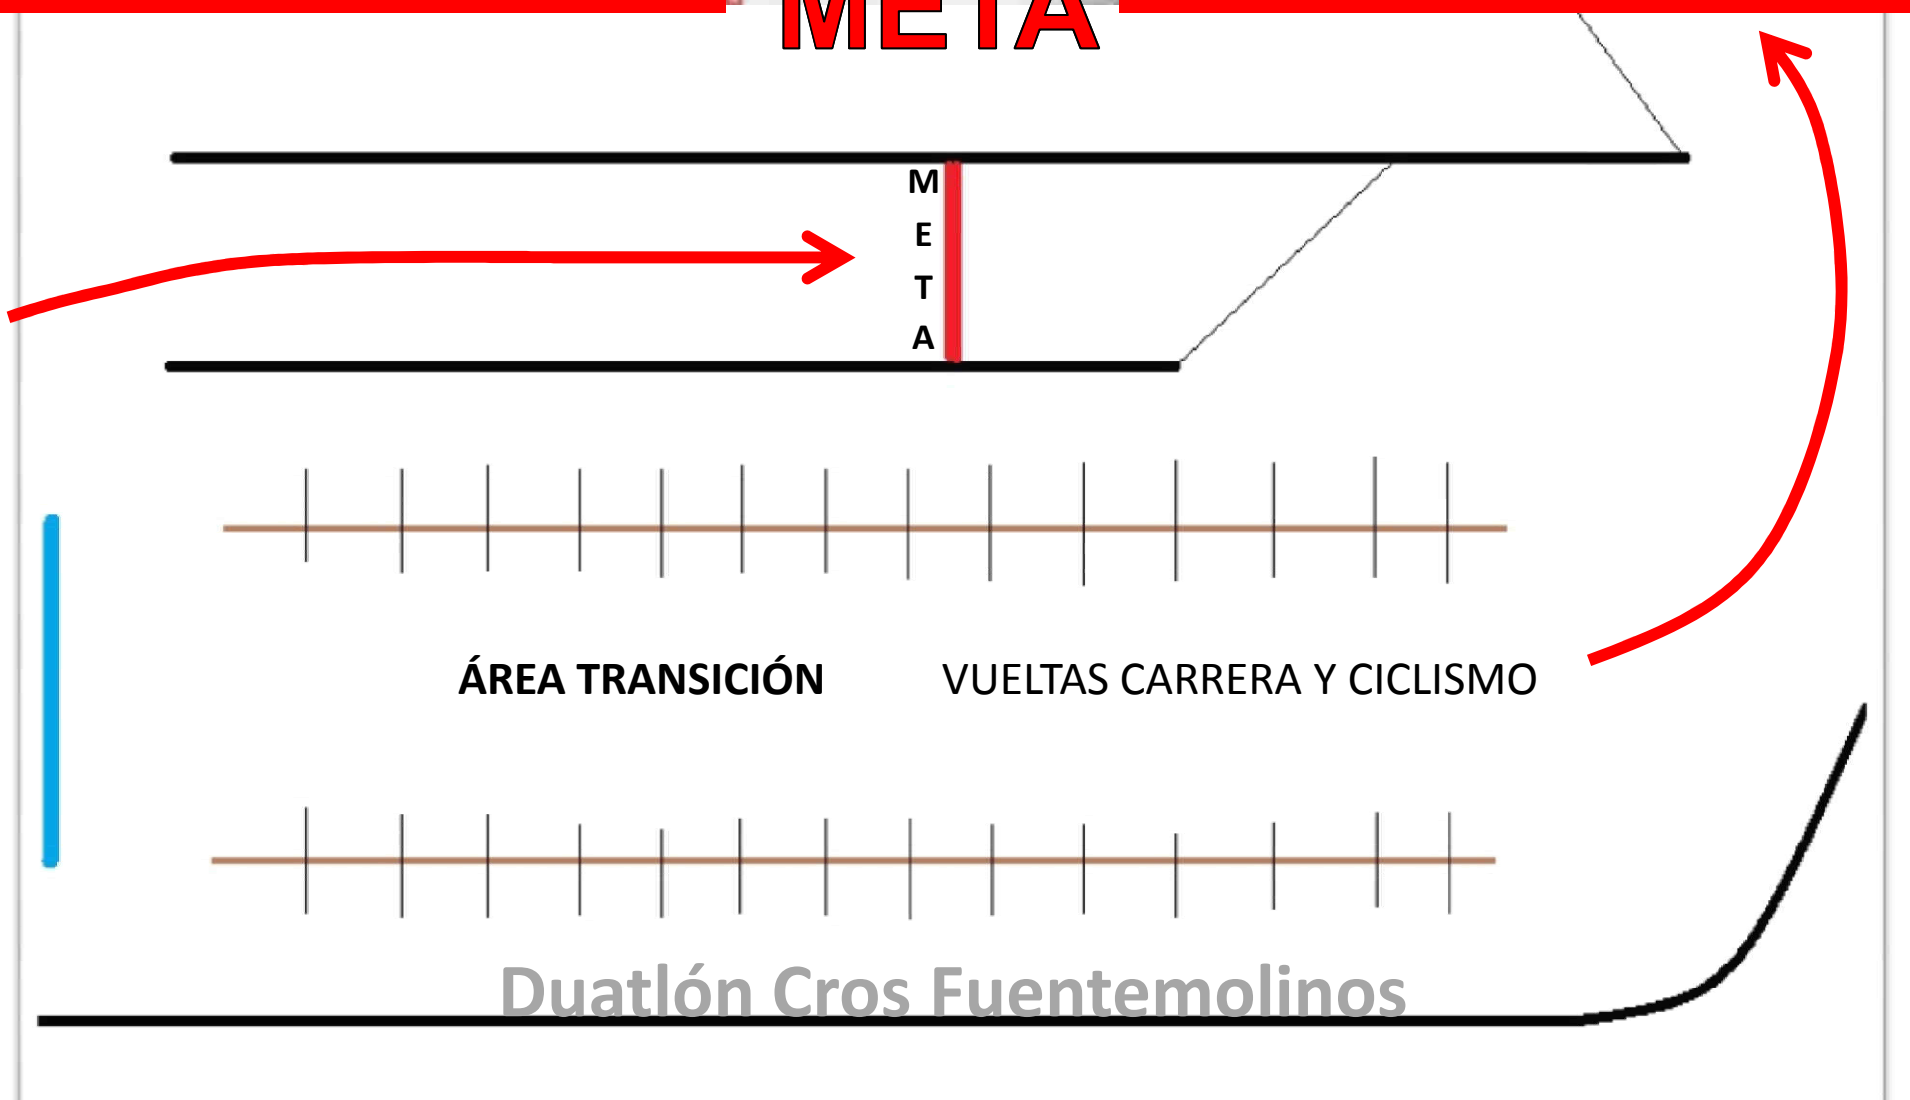 META
M
E
T
A
ÁREA TRANSICIÓN VUELTAS CARRERA Y CICLISMO
Duatlón Cros Fuentemolinos